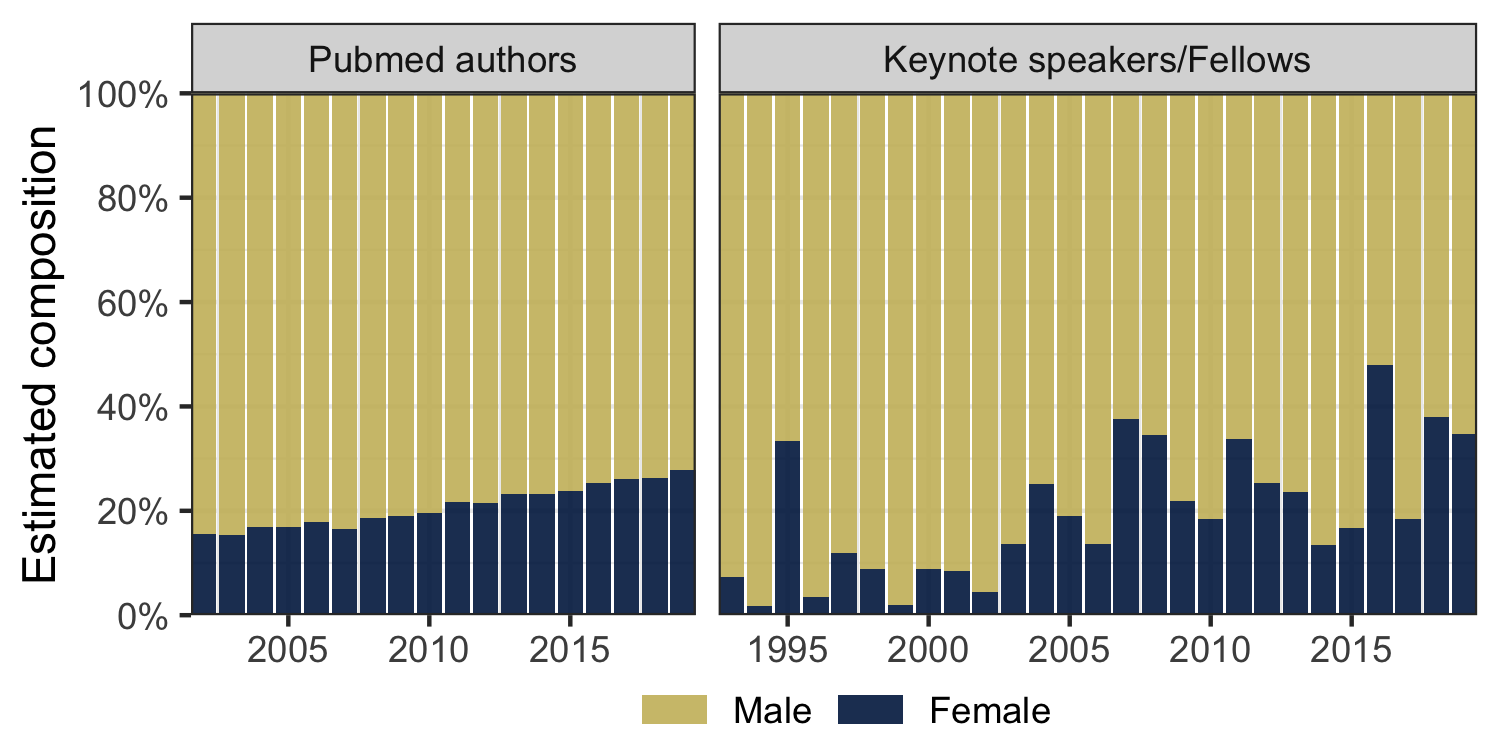 Pubmed authors
Keynote speakers/Fellows
Estimated composition
100%
80%
60%
40%
20%
0%
2005 2010 2015
1995 2000 2005 2010 2015
Male Female